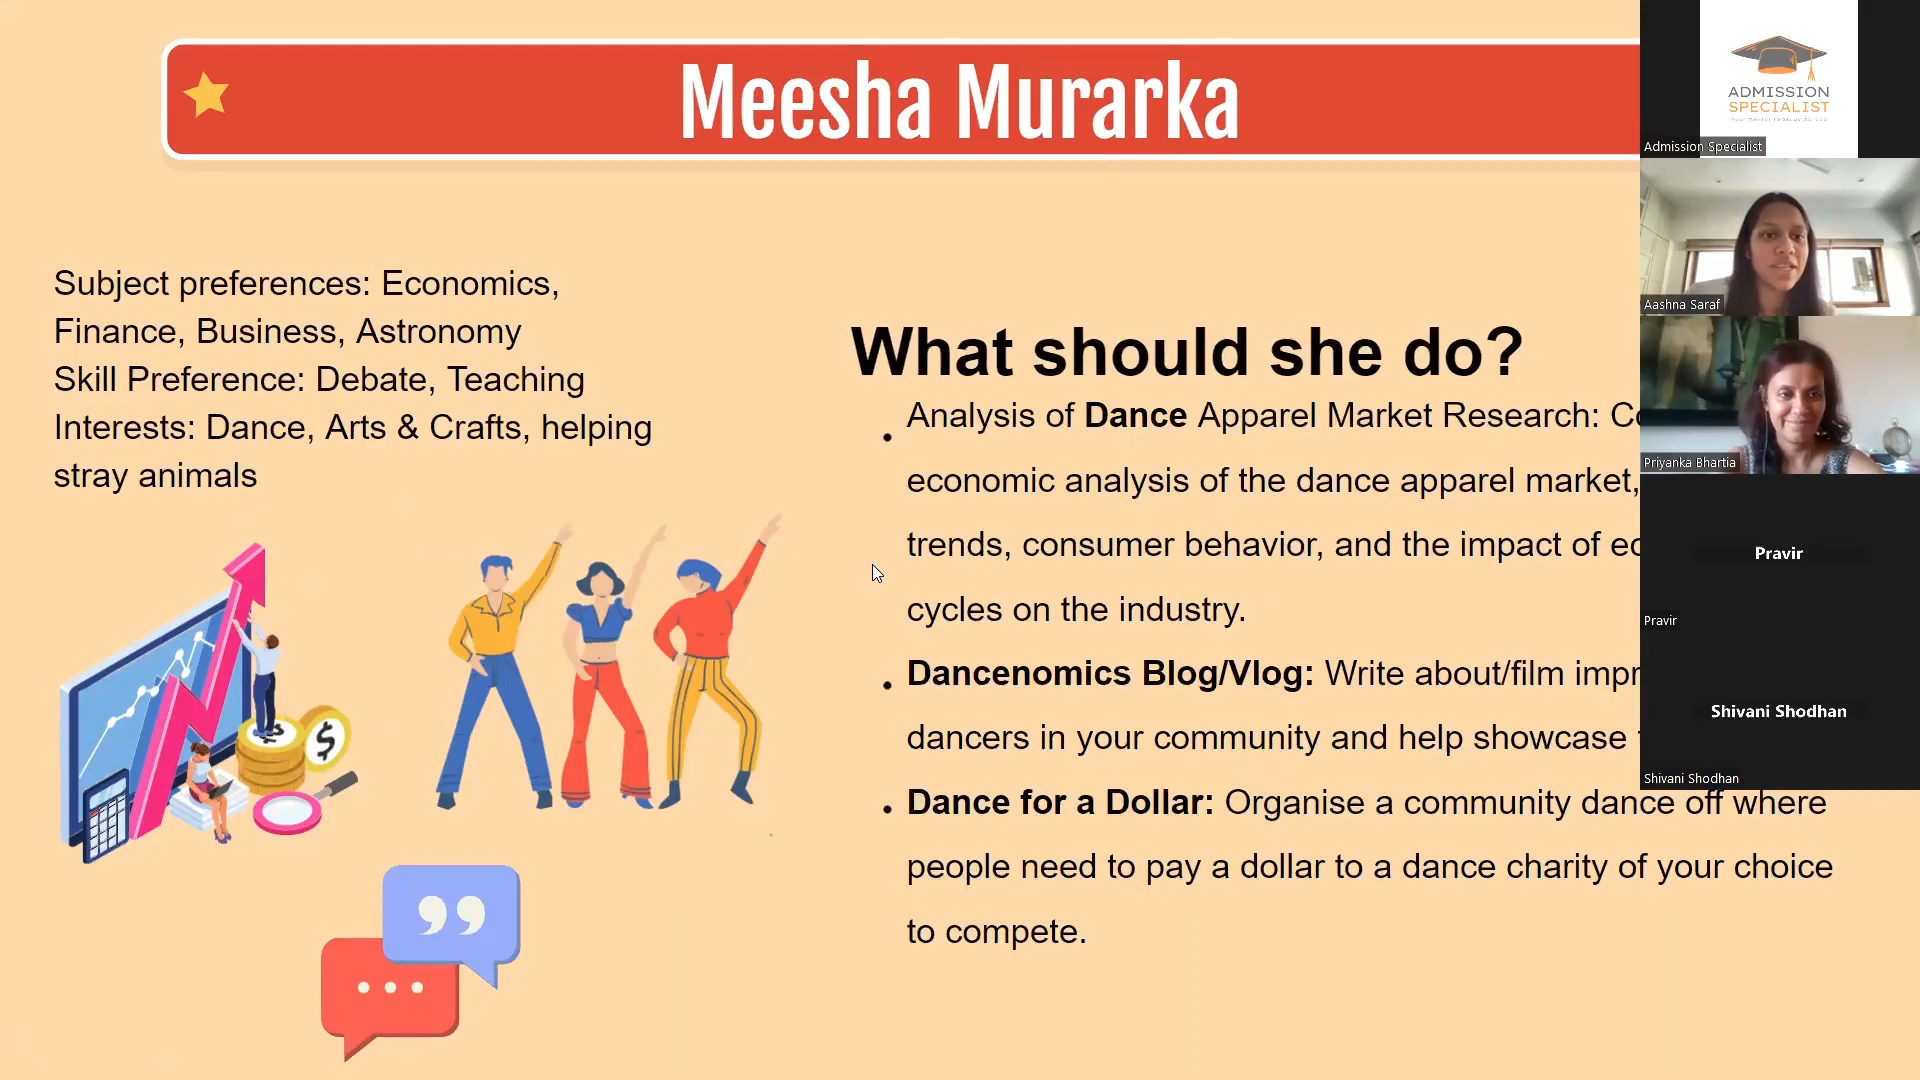 Meesha Murarka
Subject preferences: Economics,
Finance, Business, Astronomy
Skill Preference: Debate, Teaching
Interests: Dance, Arts & Crafts, helping
stray animals
What should she do?
Analysis of Dance Apparel Market Research:
economic analysis of the dance apparel market,
trends, consumer behavior, and the impact of
cycles on the industry.
Dancenomics Blog/Vlog: Write about/film
dancers in your community and help showcase
Dance for a Dollar: Organise a community dance off where
people need to pay a dollar to a dance charity of your choice
to compete.
$
ADMISSION
SPECIALIST
Admission Specialist
Aashna Saraf
Priyanka Bhartia
Pravir
Pravir
Shivani Shodhan
Shivani Shodhan